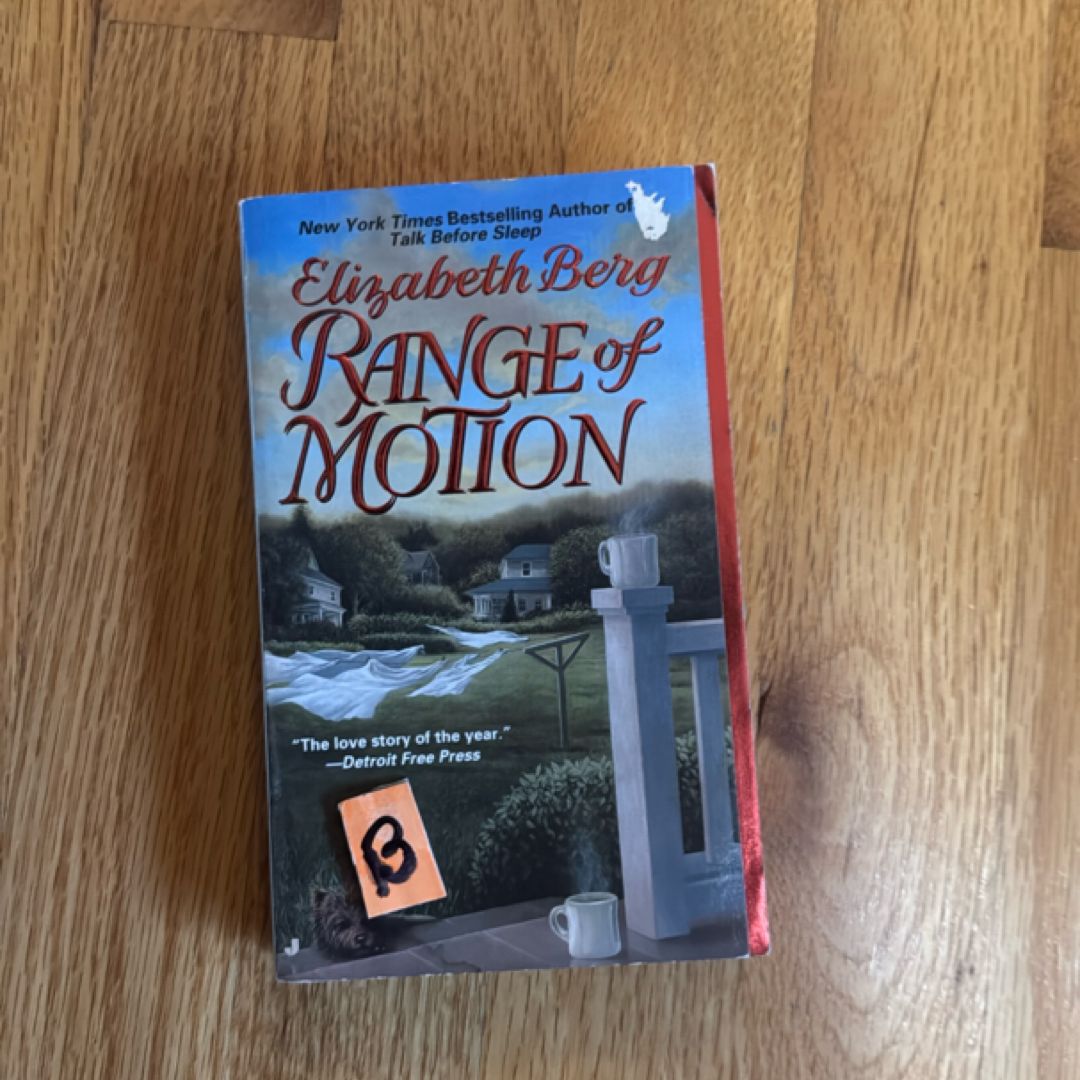 New York Times Bestselling Author of
Talk Before Sleep
Elizabeth Berg
RANGE of
MOTION
"The love story of the year."
—Detroit Free Press
B
J